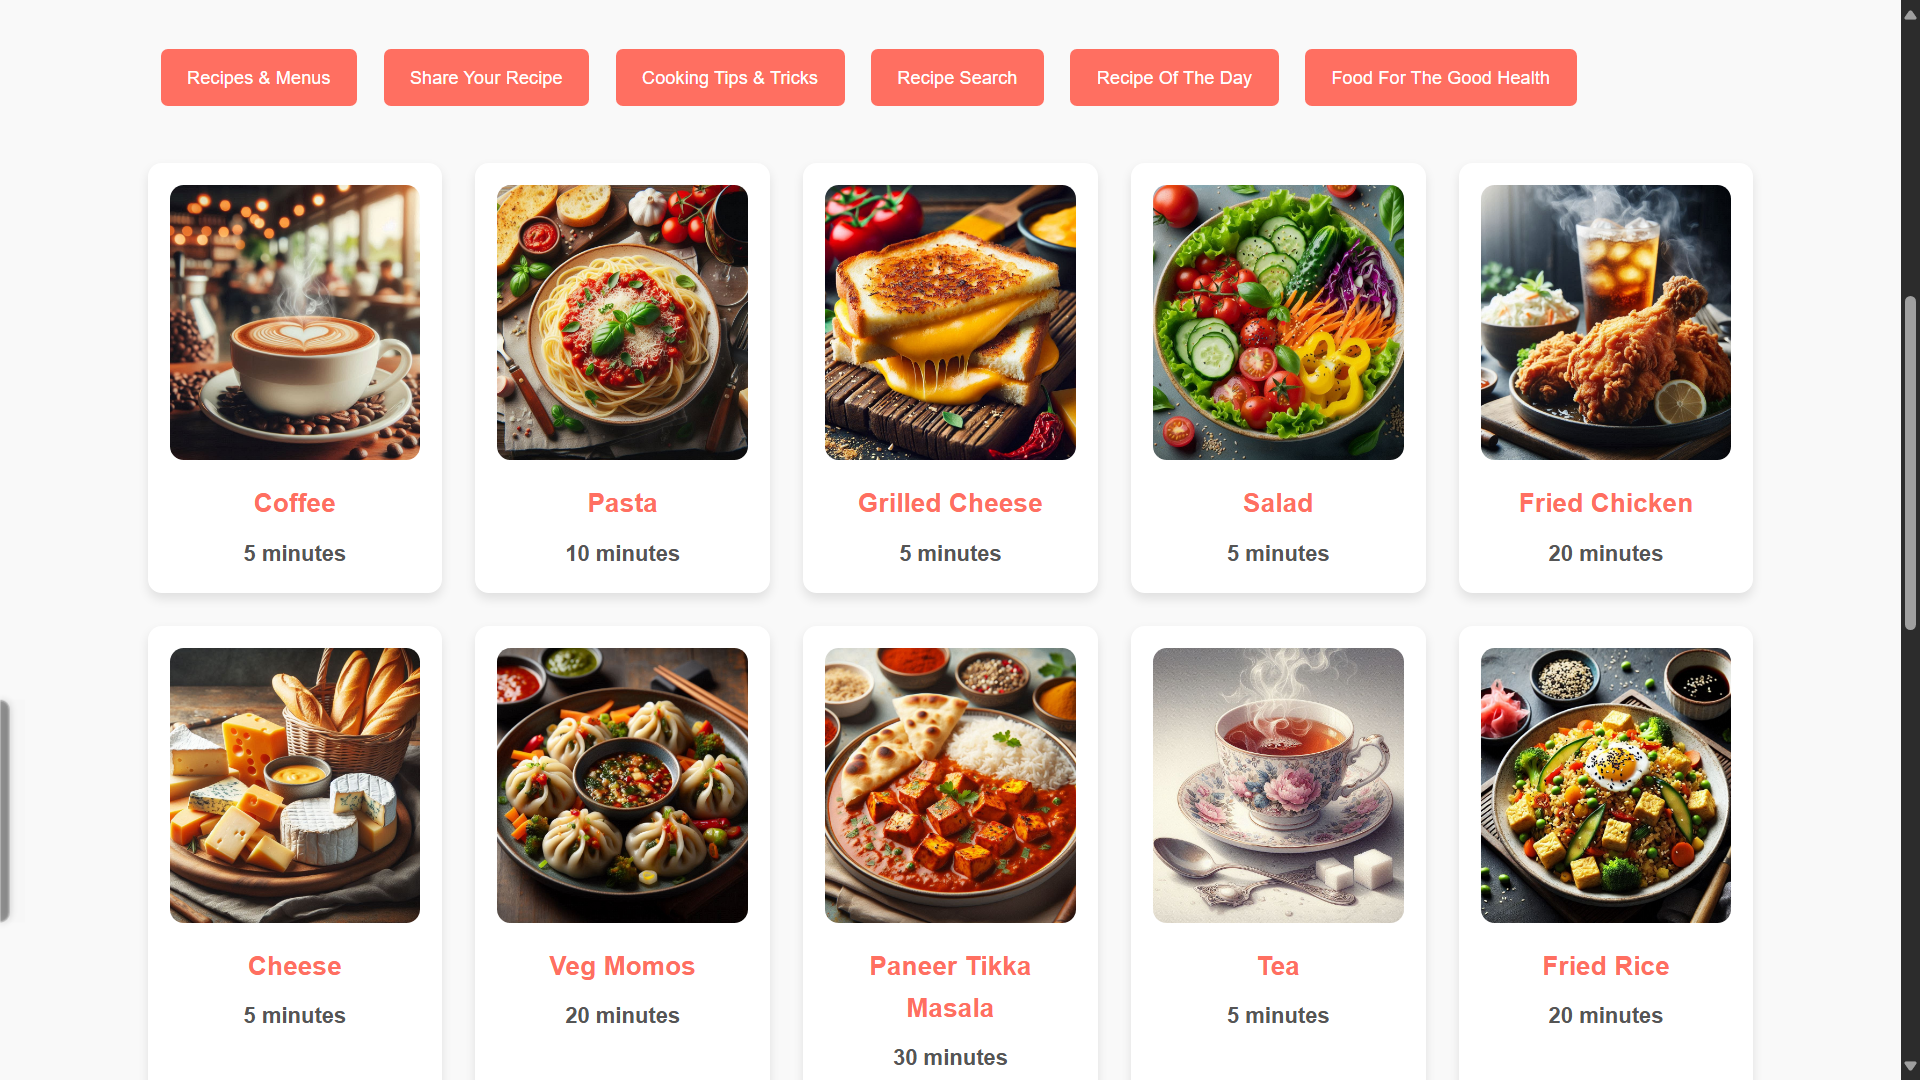 Recipes & Menus
Share Your Recipe
Cooking Tips & Tricks
Recipe Search
Recipe Of The Day
Food For The Good Health
Coffee
5 minutes
Pasta
10 minutes
Grilled Cheese
5 minutes
Salad
5 minutes
Fried Chicken
20 minutes
Cheese
5 minutes
Veg Momos
20 minutes
Paneer Tikka
Masala
30 minutes
Tea
5 minutes
Fried Rice
20 minutes